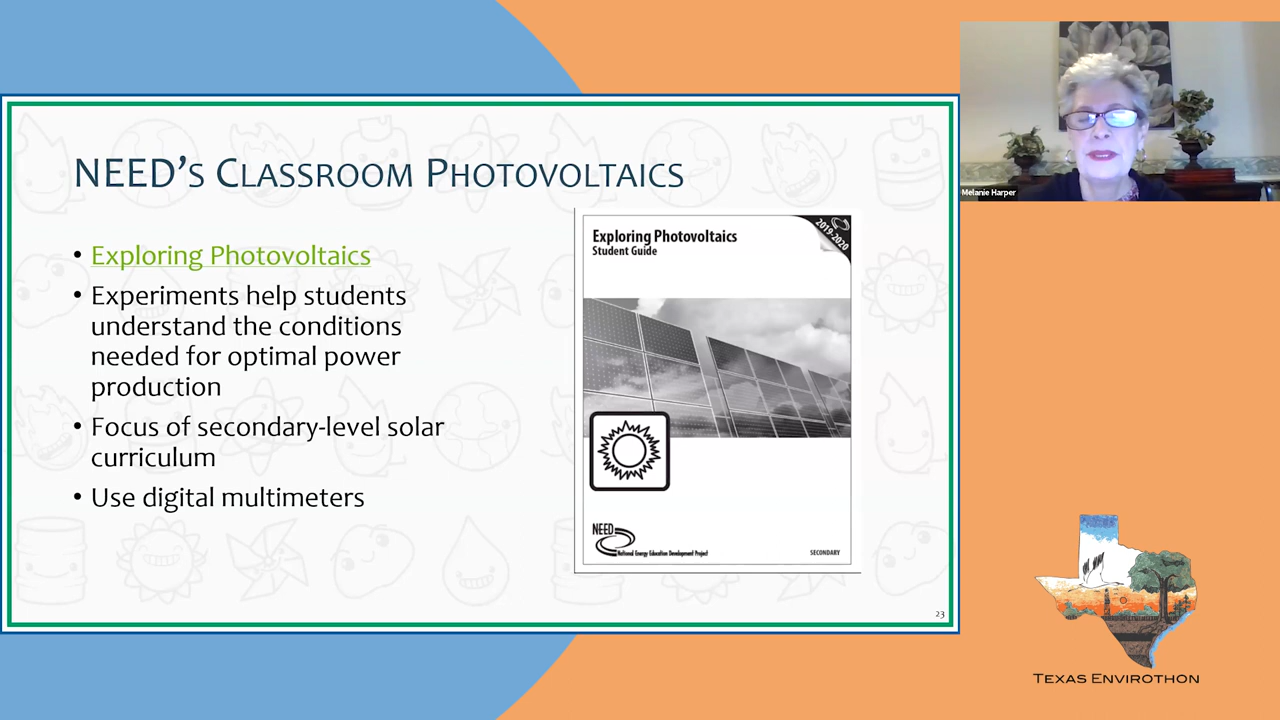 NEED's Classroom Photovoltaics
• Exploring Photovoltaics
• Experiments help students
understand the conditions
needed for optimal power
production
• Focus of secondary-level solar
curriculum
• Use digital multimeters
Exploring Photovoltaics
Student Guide
2019-2020
NEED
National Energy Education Development Project
SECONDARY
23
Melanie Harper
Texas Envirothon